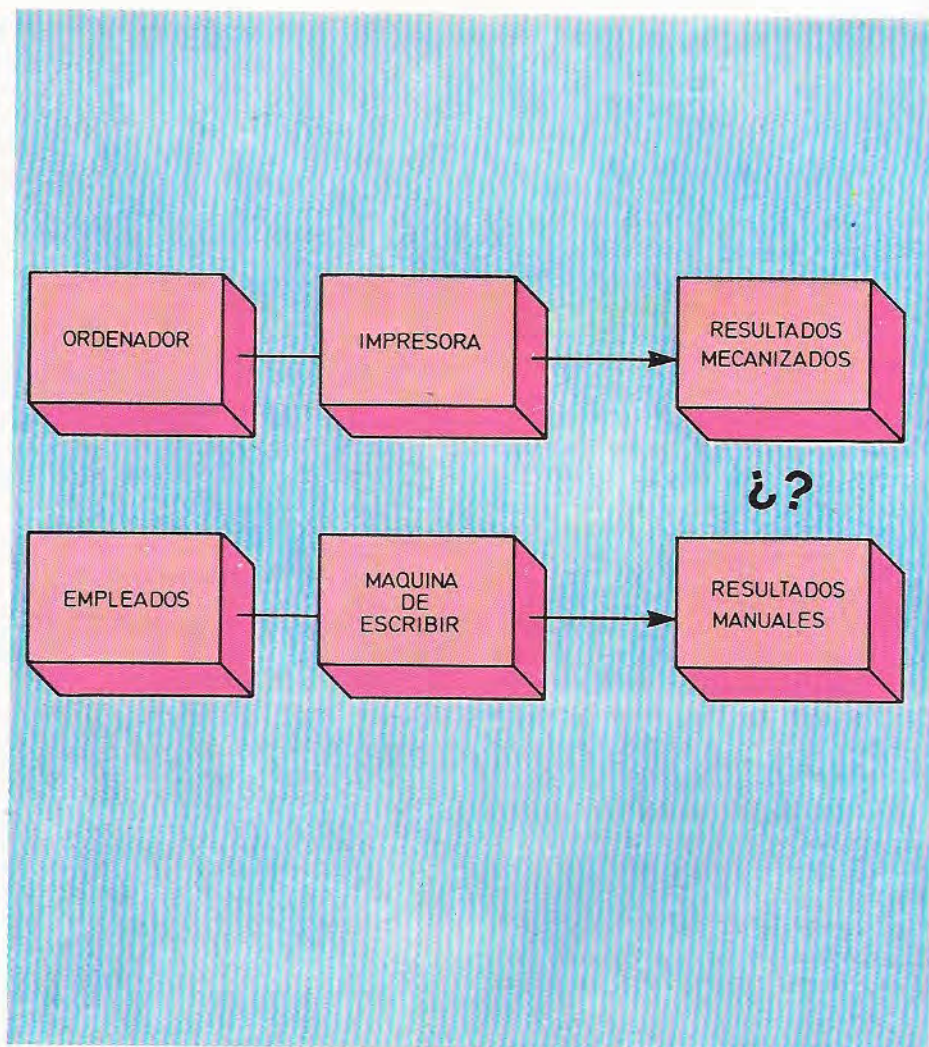 ORDENADOR
IMPRESORA
RESULTADOS
MECANIZADOS
¿?
EMPLEADOS
MAQUINA
DE
ESCRIBIR
RESULTADOS
MANUALES